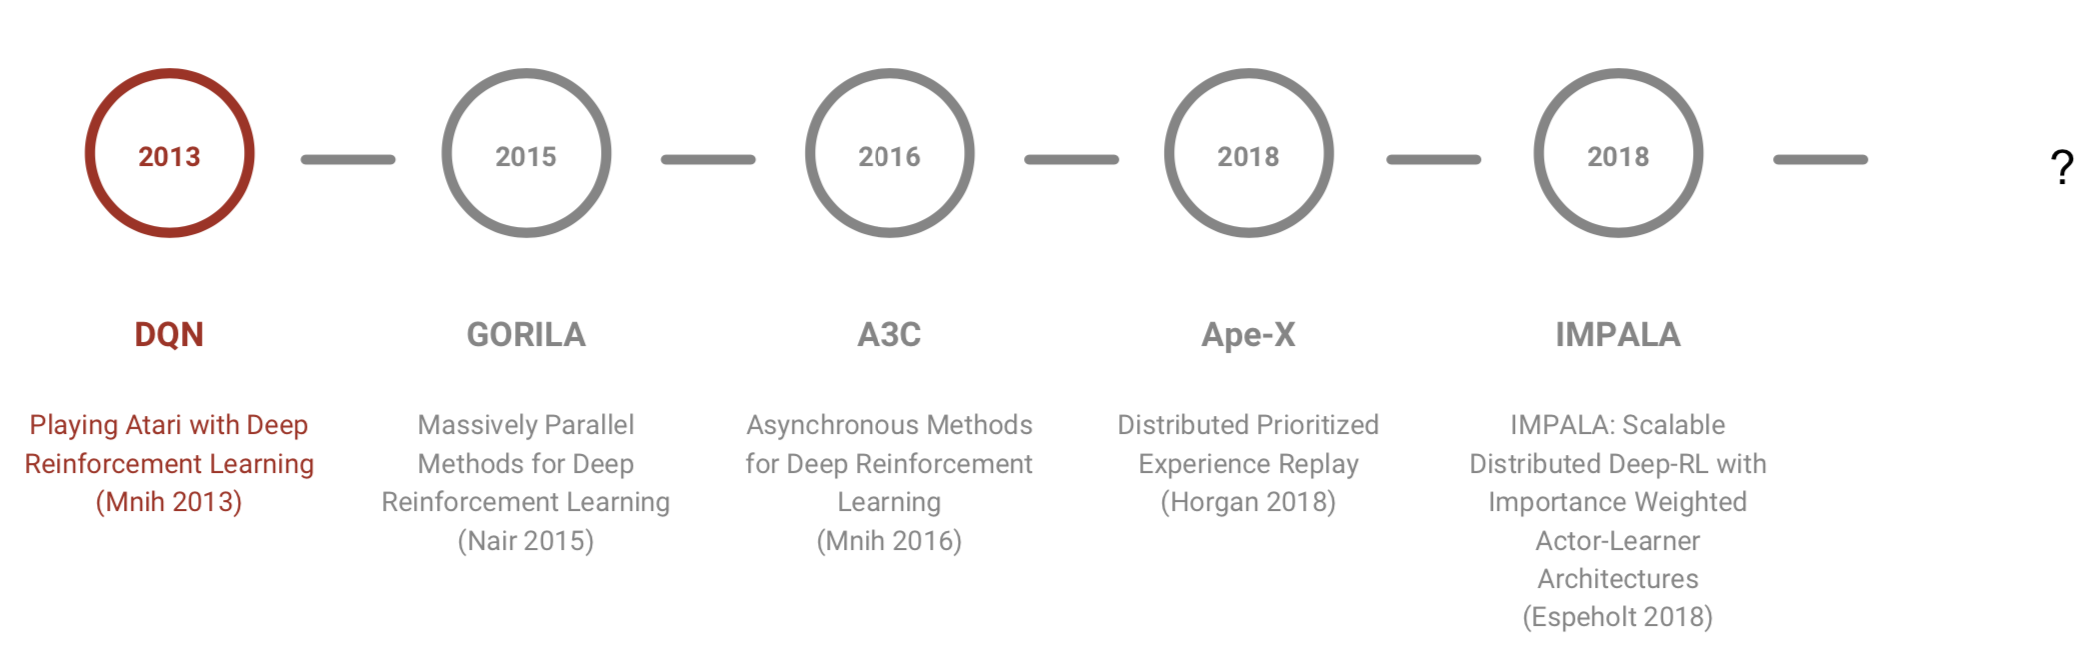 2013
2015
2016
2018
2018
?
DQN
GORILA
A3C
Ape-X
IMPALA
Playing Atari with Deep
Reinforcement Learning
(Mnih 2013)
Massively Parallel
Methods for Deep
Reinforcement Learning
(Nair 2015)
Asynchronous Methods
for Deep Reinforcement
Learning
(Mnih 2016)
Distributed Prioritized
Experience Replay
(Horgan 2018)
IMPALA: Scalable
Distributed Deep-RL with
Importance Weighted
Actor-Learner
Architectures
(Espeholt 2018)